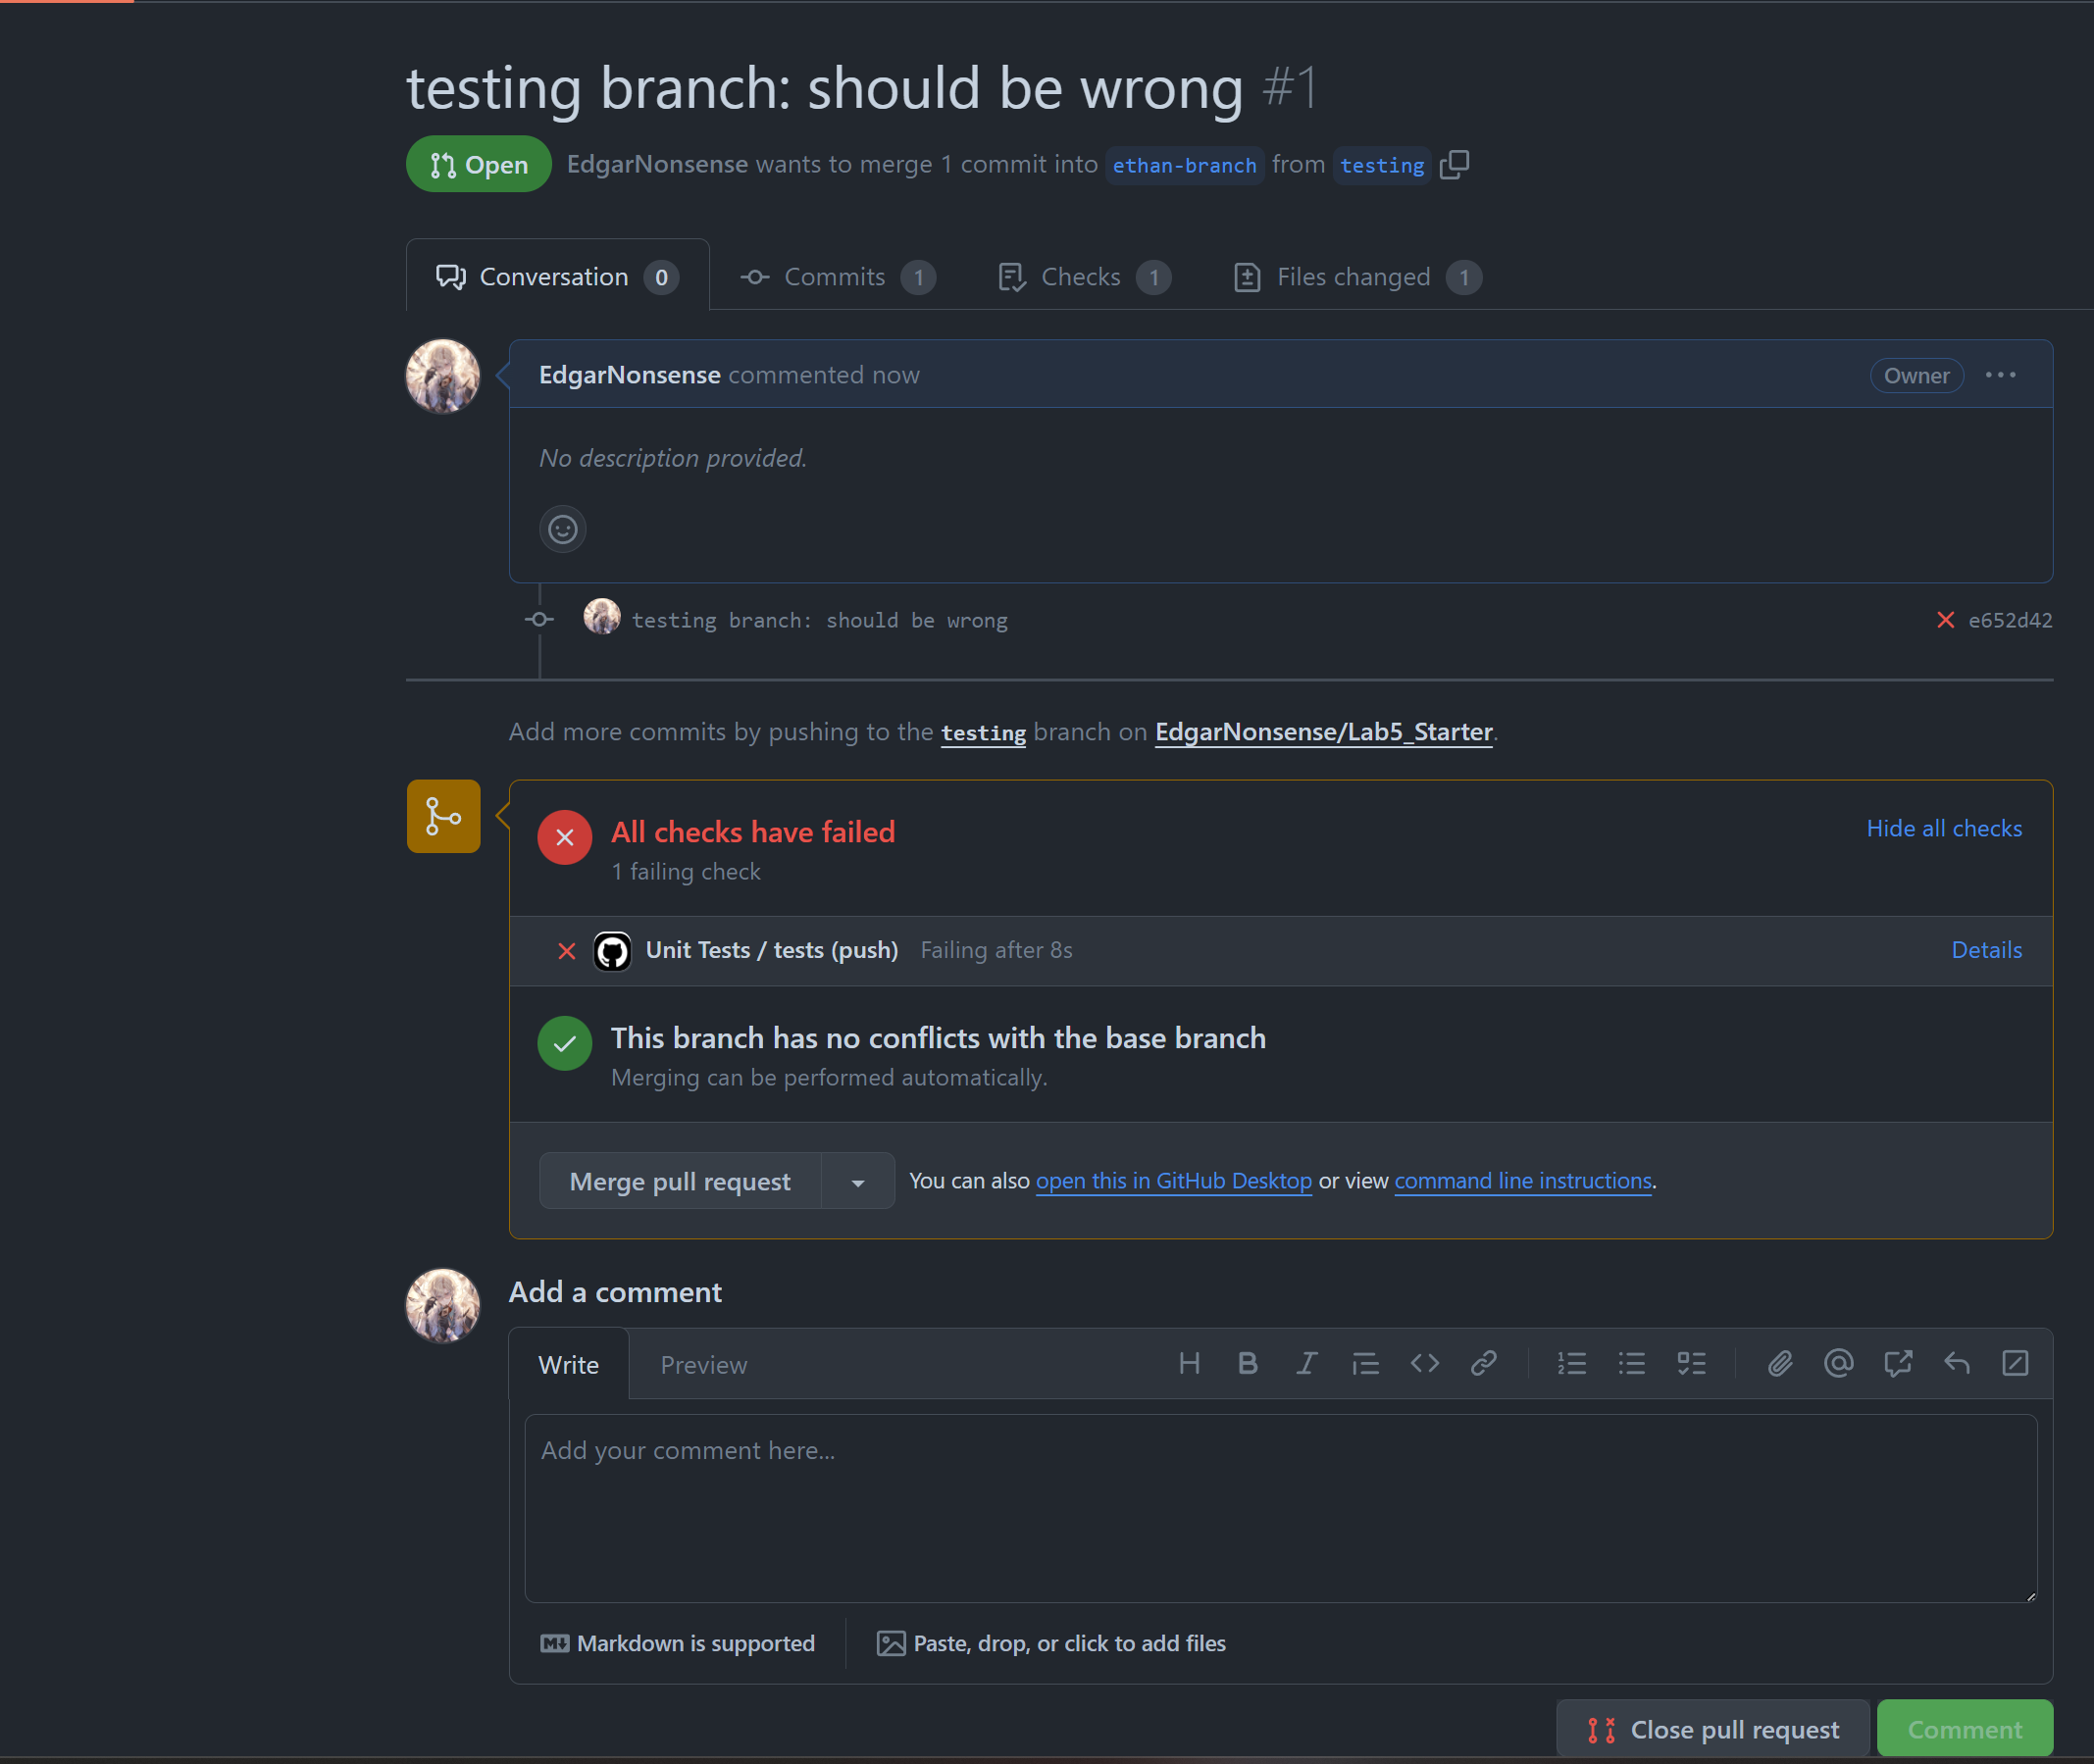 testing branch: should be wrong #1
Open EdgarNonsense wants to merge 1 commit into ethan-branch from testing
Conversation 0 Commits 1 Checks 1 Files changed 1
EdgarNonsense commented now Owner
No description provided.
testing branch: should be wrong e652d42
Add more commits by pushing to the testing branch on EdgarNonsense/Lab5_Starter.
All checks have failed Hide all checks
1 failing check
Unit Tests / tests (push) Failing after 8s Details
This branch has no conflicts with the base branch
Merging can be performed automatically.
Merge pull request You can also open this in GitHub Desktop or view command line instructions.
Add a comment
Write Preview
Add your comment here...
Markdown is supported Paste, drop, or click to add files
Close pull request Comment